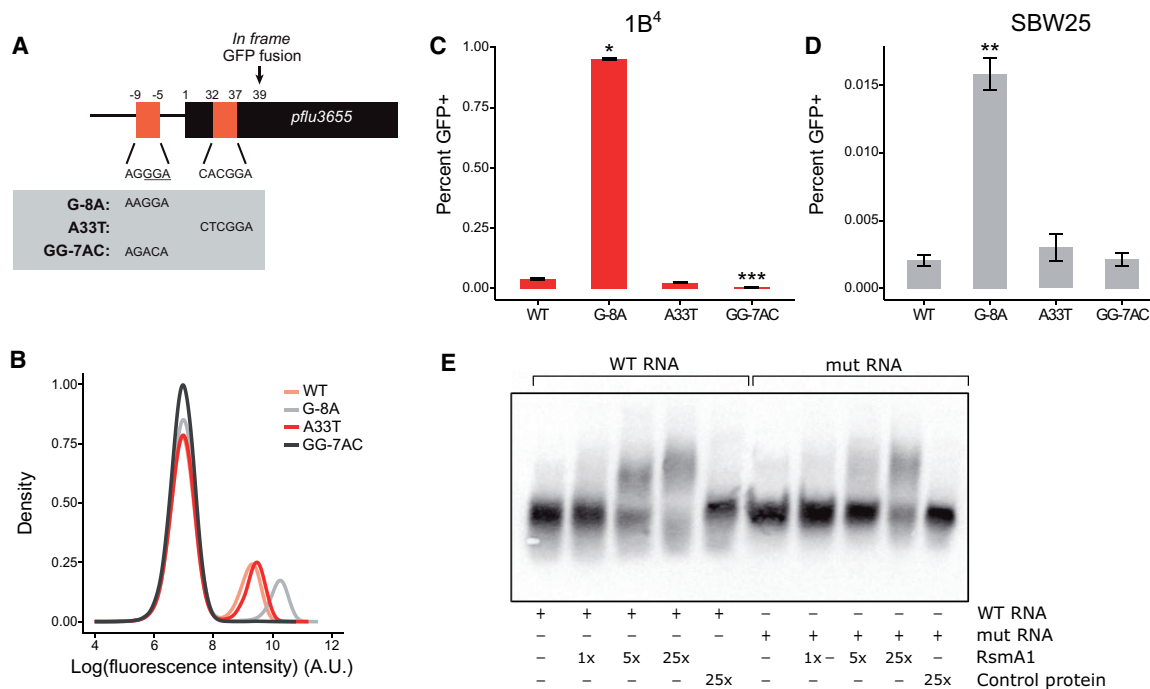 A
In frame
GFP fusion
-9 -5 1 32 37 39
pflu3655
AGGGA CACGGA
G-8A: AAGGA
A33T: CTCGGA
GG-7AC: AGACA
B
1.00
0.75
0.50
0.25
0.00
Density
4 6 8 10 12
Log(fluorescence intensity) (A.U.)
WT
G-8A
A33T
GG-7AC
C
1B⁴
Percent GFP+
1.00
0.75
0.50
0.25
0.00
*
***
WT G-8A A33T GG-7AC
D
SBW25
Percent GFP+
0.015
0.010
0.005
0.000
**
WT G-8A A33T GG-7AC
E
WT RNA mut RNA
+ + + + + – – – – – WT RNA
– – – – – + + + + + mut RNA
– 1x 5x 25x – – 1x – 5x 25x – RsmA1
– – – – 25x – – – – 25x Control protein